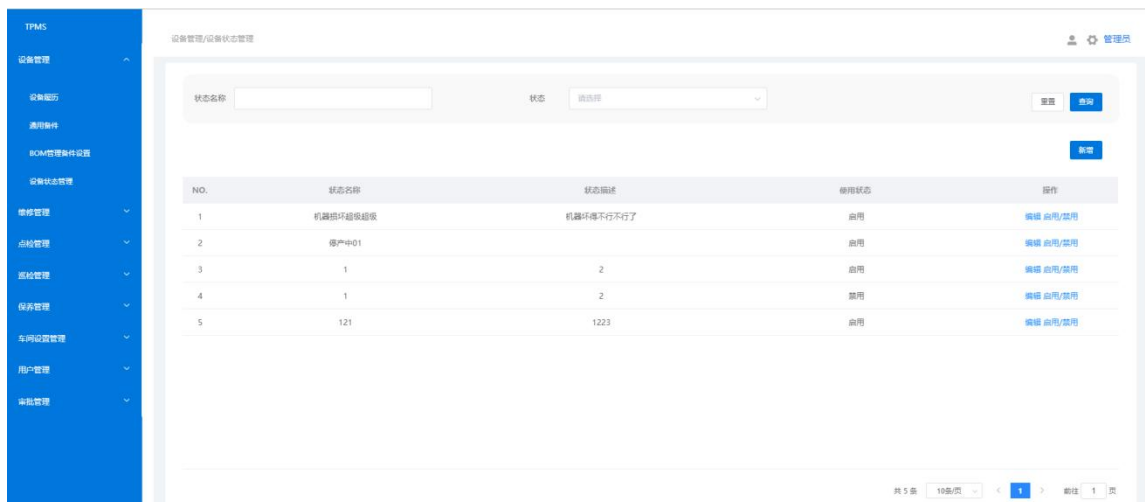 TPMS
设备管理/设备状态管理
管理员
设备管理
设备履历
通用备件
BOM管理备件设置
设备状态管理
维修管理
点检管理
巡检管理
保养管理
车间设置管理
用户管理
审批管理
状态名称 状态 请选择 重置 查询
新增
NO. 状态名称 状态描述 使用状态 操作
1 机器损坏超级超级 机器坏得不行不行了 启用 编辑 启用/禁用
2 停产中01 启用 编辑 启用/禁用
3 1 2 启用 编辑 启用/禁用
4 1 2 禁用 编辑 启用/禁用
5 121 1223 启用 编辑 启用/禁用
共 5 条 10条/页 1 前往 1 页